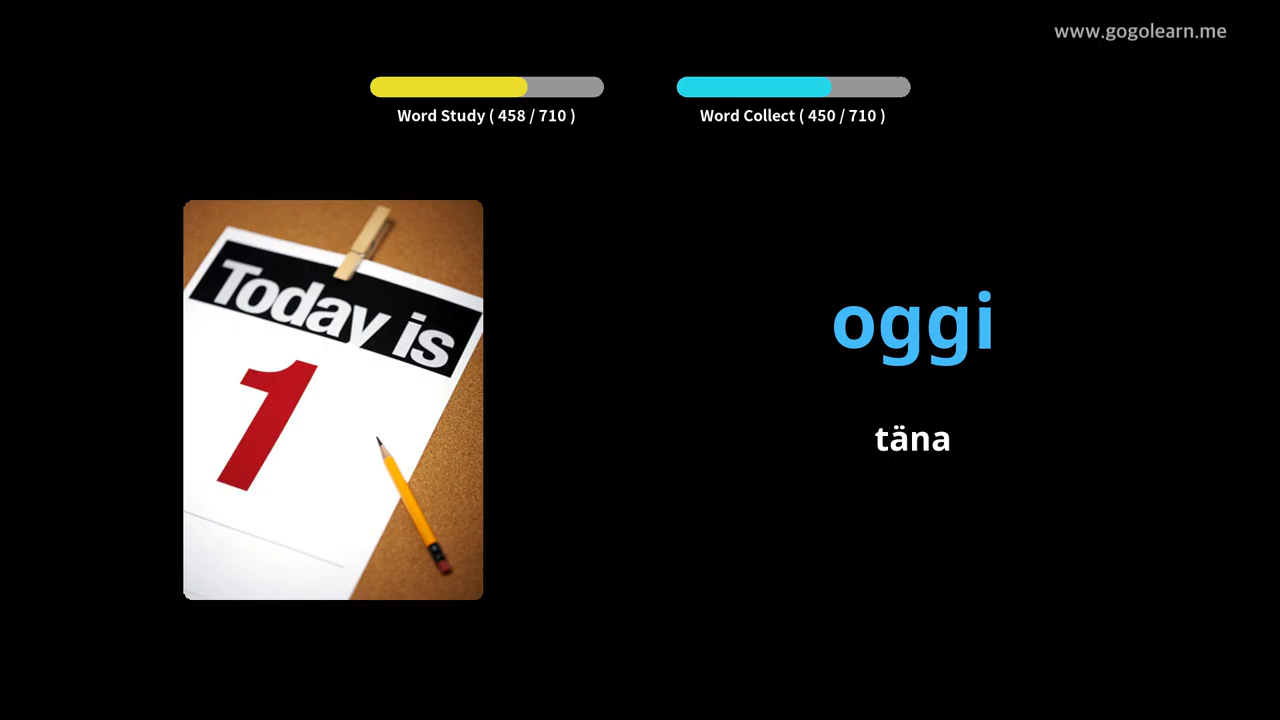 www.gogolearn.me
Word Study ( 458 / 710 )
Word Collect ( 450 / 710 )
Today is
1
oggi
täna